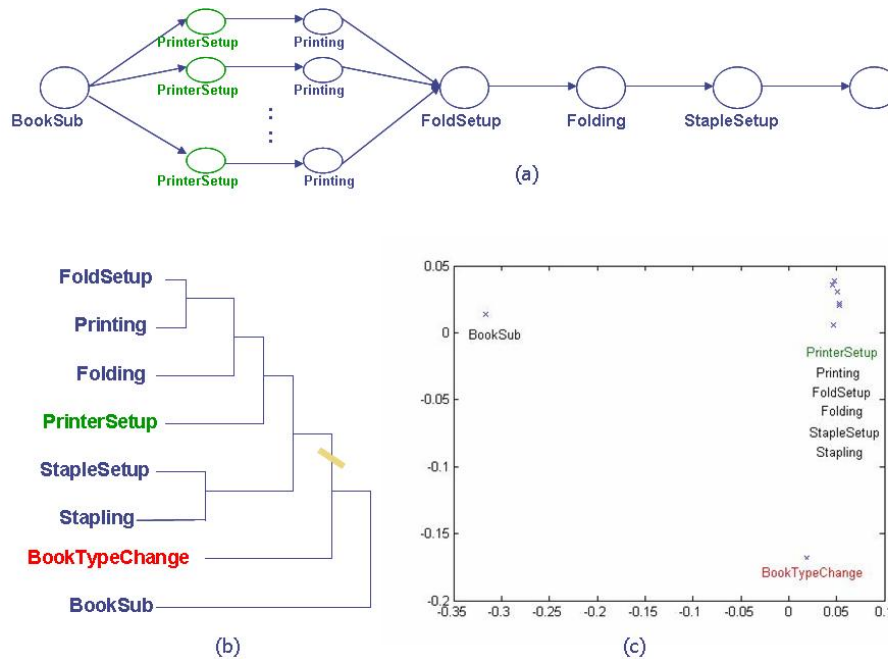 PrinterSetup Printing
PrinterSetup Printing
BookSub FoldSetup Folding StapleSetup
PrinterSetup Printing
(a)
FoldSetup
Printing
Folding
PrinterSetup
StapleSetup
Stapling
BookTypeChange
BookSub
(b)
0.05
0
-0.05
-0.1
-0.15
-0.2
BookSub
PrinterSetup
Printing
FoldSetup
Folding
StapleSetup
Stapling
BookTypeChange
-0.35 -0.3 -0.25 -0.2 -0.15 -0.1 -0.05 0 0.05 0.1
(c)